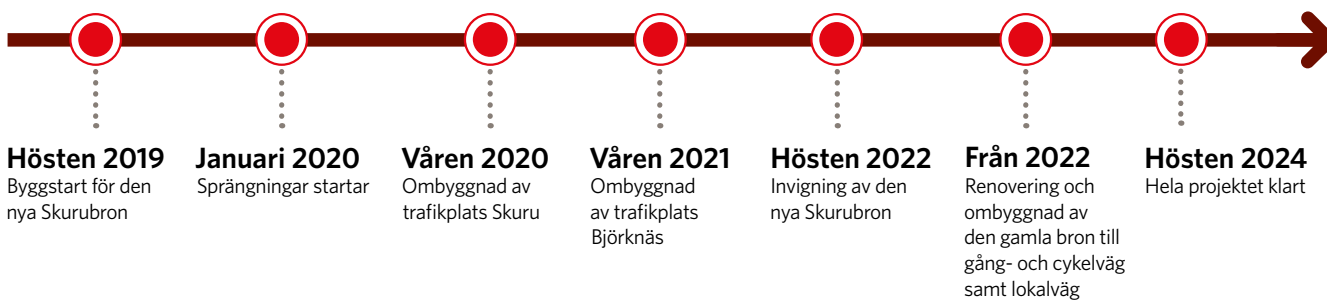 Hösten 2019
Byggstart för den
nya Skurubron
Januari 2020
Sprängningar startar
Våren 2020
Ombyggnad av
trafikplats Skuru
Våren 2021
Ombyggnad
av trafikplats
Björknäs
Hösten 2022
Invigning av den
nya Skurubron
Från 2022
Renovering och
ombyggnad av
den gamla bron till
gång- och cykelväg
samt lokalväg
Hösten 2024
Hela projektet klart